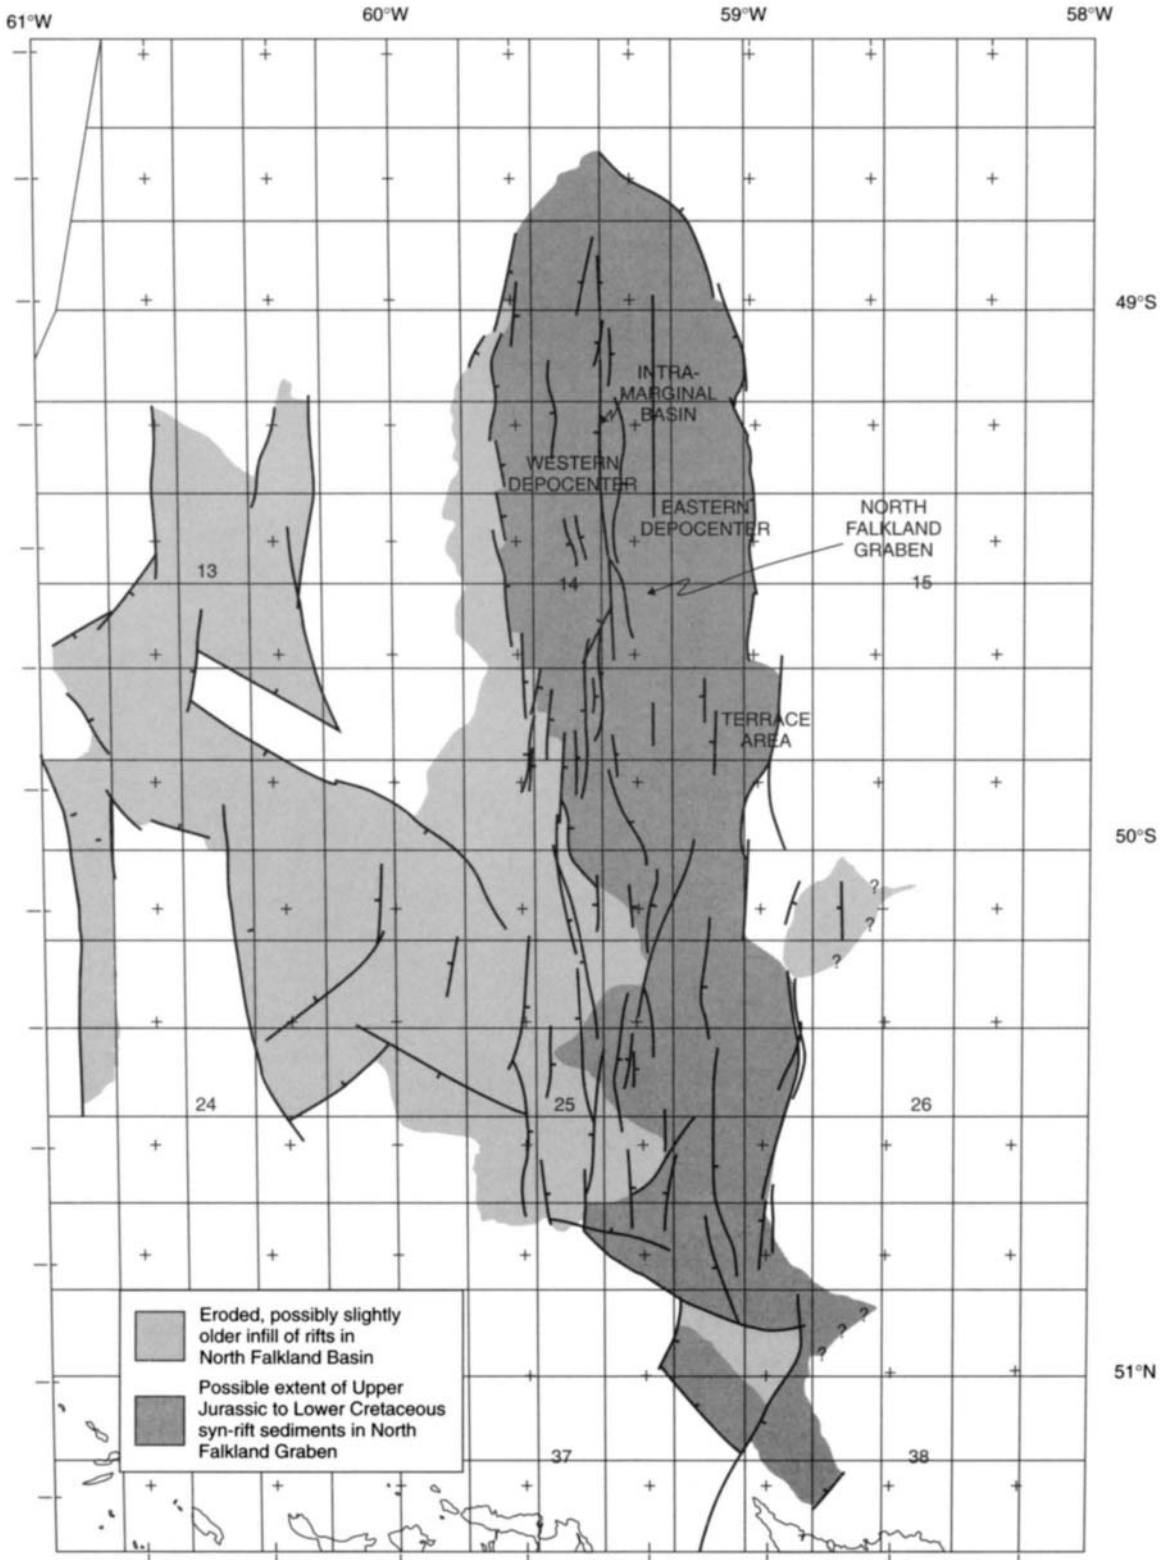 61°W
60°W
59°W
58°W
49°S
INTRA-
MARGINAL
BASIN
WESTERN
DEPOCENTER
EASTERN
DEPOCENTER
NORTH
FALKLAND
GRABEN
13
14
15
TERRACE
AREA
50°S
?
?
?
24
25
26
?
?
?
Eroded, possibly slightly
older infill of rifts in
North Falkland Basin
Possible extent of Upper
Jurassic to Lower Cretaceous
syn-rift sediments in North
Falkland Graben
51°N
37
38